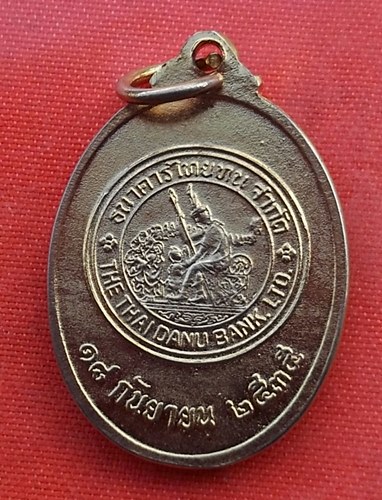 ธนาคารไทยทนุ จำกัด
THE THAI DANU BANK. LTD.
๑๘ กันยายน ๒๕๓๕